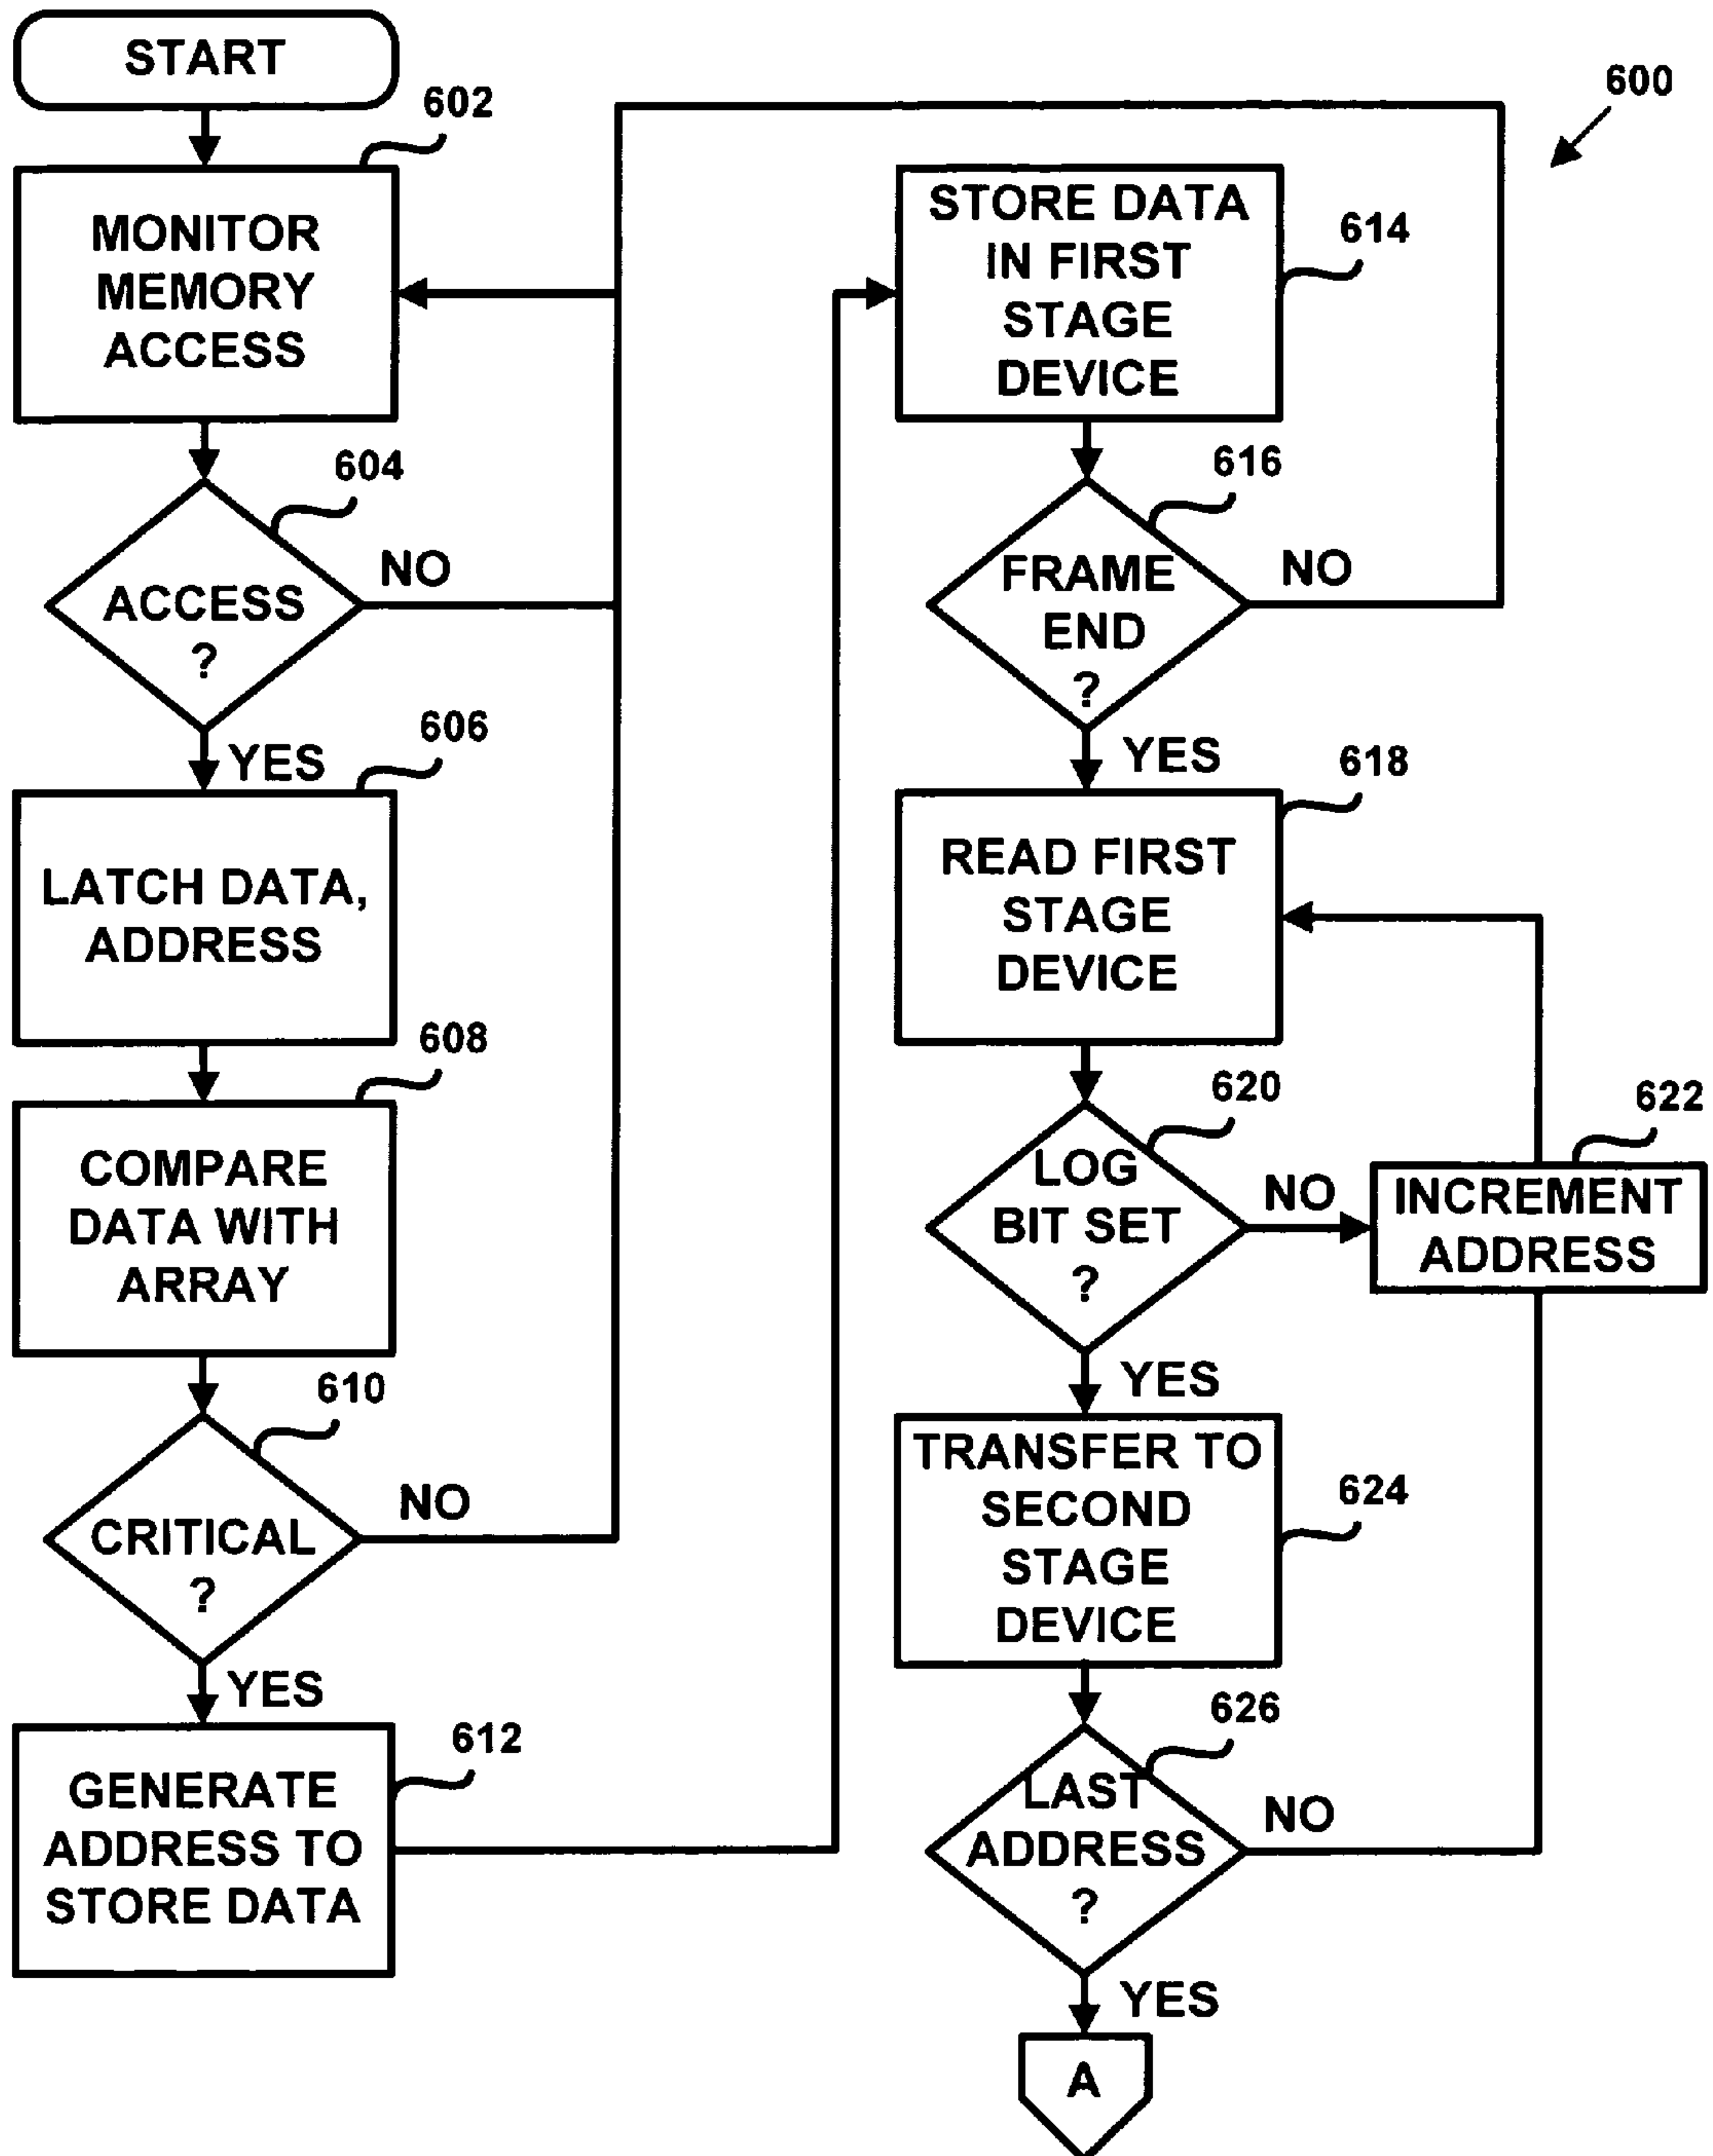 START
602
MONITOR
MEMORY
ACCESS
604
ACCESS
?
NO
YES
606
LATCH DATA,
ADDRESS
608
COMPARE
DATA WITH
ARRAY
610
CRITICAL
?
NO
YES
612
GENERATE
ADDRESS TO
STORE DATA
600
STORE DATA
IN FIRST
STAGE
DEVICE
614
616
FRAME
END
?
NO
YES
618
READ FIRST
STAGE
DEVICE
620
LOG
BIT SET
?
NO
622
INCREMENT
ADDRESS
YES
TRANSFER TO
SECOND
STAGE
DEVICE
624
626
LAST
ADDRESS
?
NO
YES
A